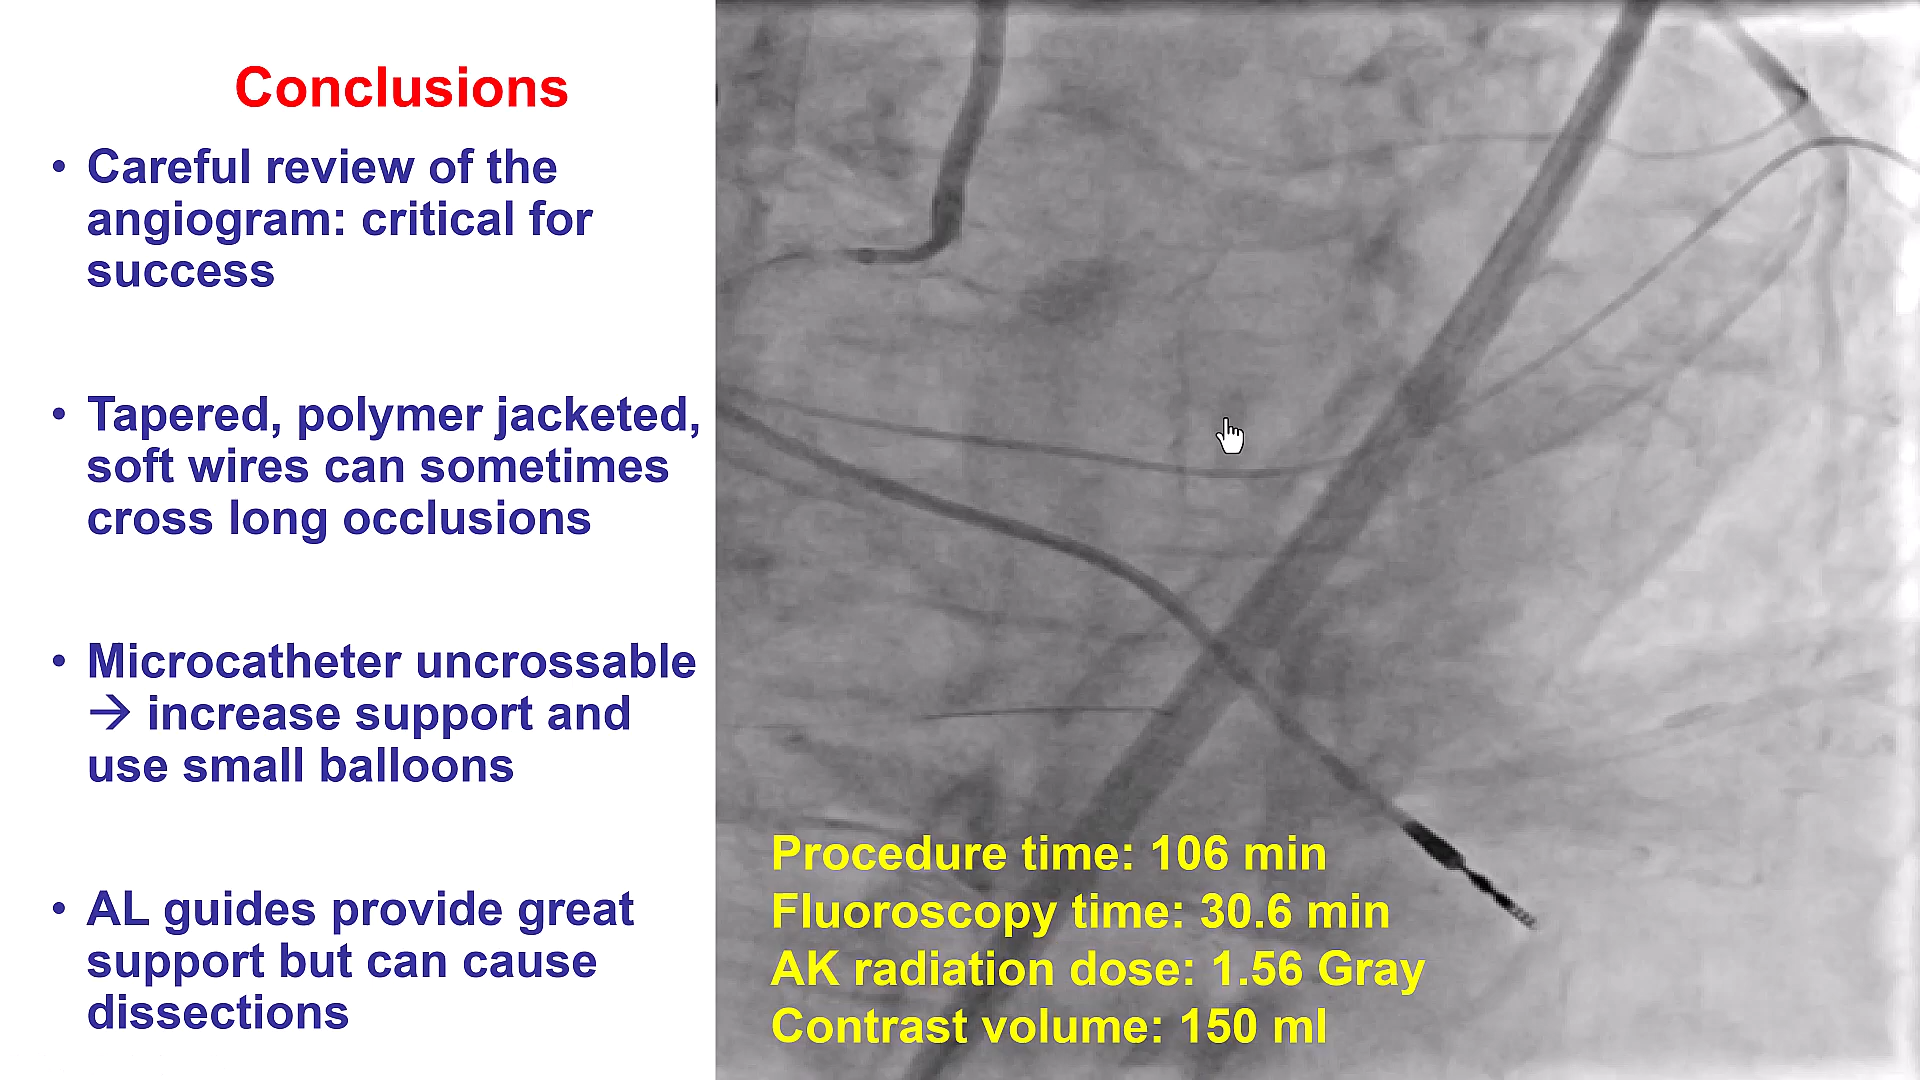 Conclusions
• Careful review of the
angiogram: critical for
success
• Tapered, polymer jacketed,
soft wires can sometimes
cross long occlusions
• Microcatheter uncrossable
→ increase support and
use small balloons
• AL guides provide great
support but can cause
dissections
Procedure time: 106 min
Fluoroscopy time: 30.6 min
AK radiation dose: 1.56 Gray
Contrast volume: 150 ml